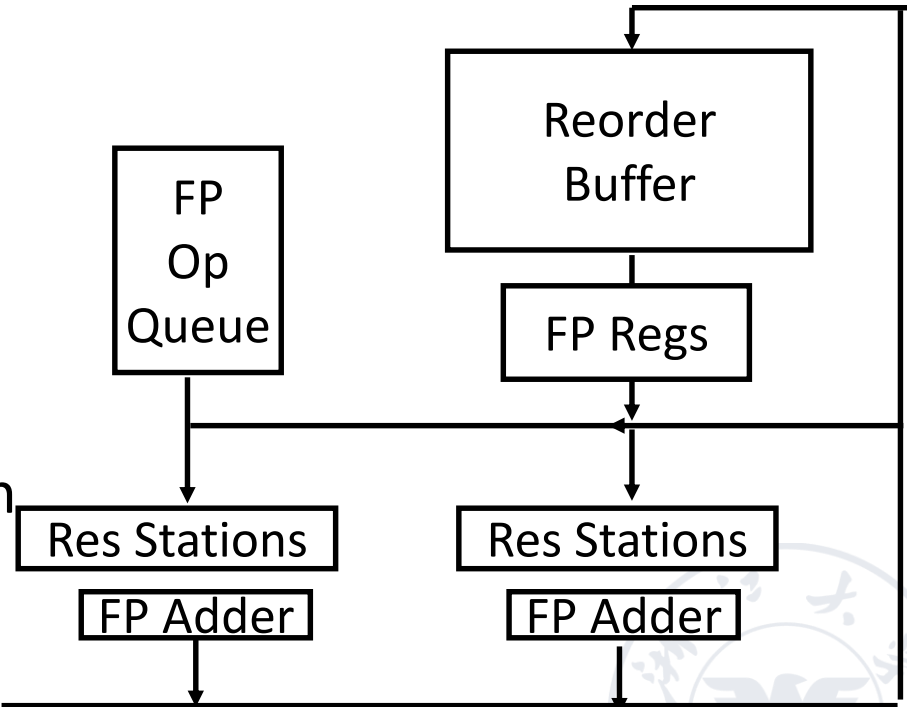 Reorder
Buffer
FP
Op
Queue
FP Regs
n
Res Stations
Res Stations
FP Adder
FP Adder